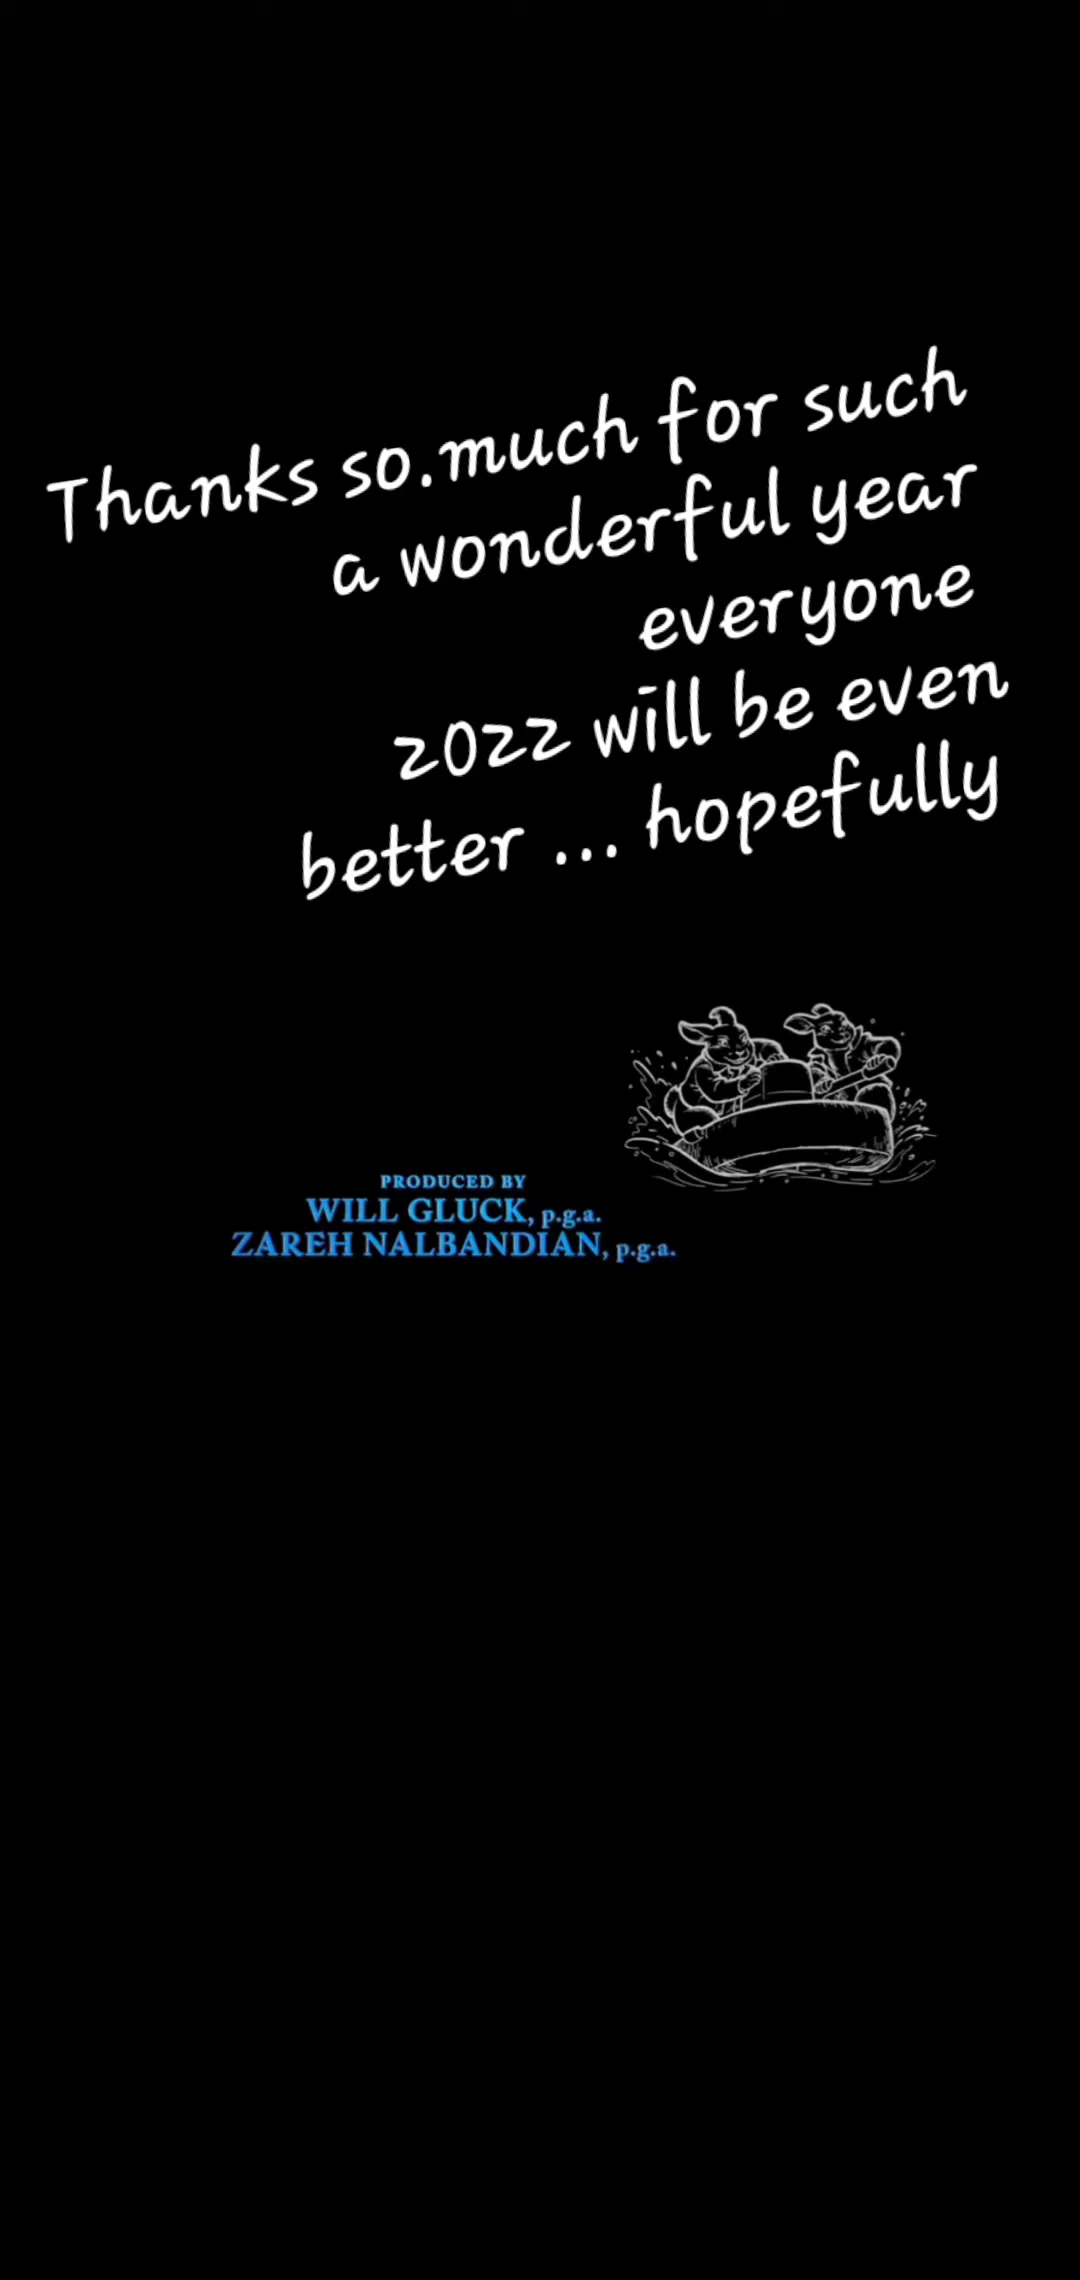 Thanks so.much for such
a wonderful year
everyone
2022 will be even
better ... hopefully
PRODUCED BY
WILL GLUCK, p.g.a.
ZAREH NALBANDIAN, p.g.a.